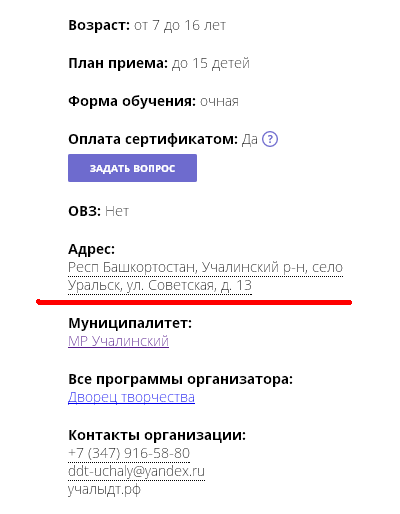 Возраст: от 7 до 16 лет
План приема: до 15 детей
Форма обучения: очная
Оплата сертификатом: Да ?
ЗАДАТЬ ВОПРОС
ОВЗ: Нет
Адрес:
Респ Башкортостан, Учалинский р-н, село
Уральск, ул. Советская, д. 13
Муниципалитет:
МР Учалинский
Все программы организатора:
Дворец творчества
Контакты организации:
+7 (347) 916-58-80
ddt-uchaly@yandex.ru
учалыдт.рф